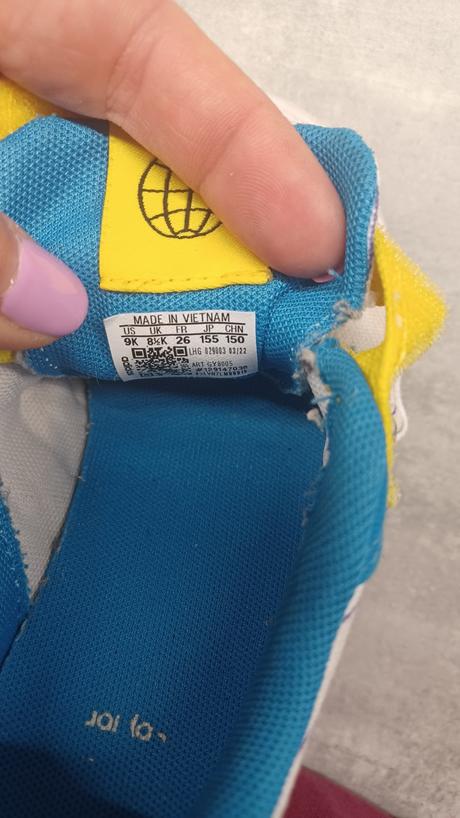 MADE IN VIETNAM
US UK FR JP CHN
9K 8½K 26 155 150
LHG 029003 03/22
ART GY8005